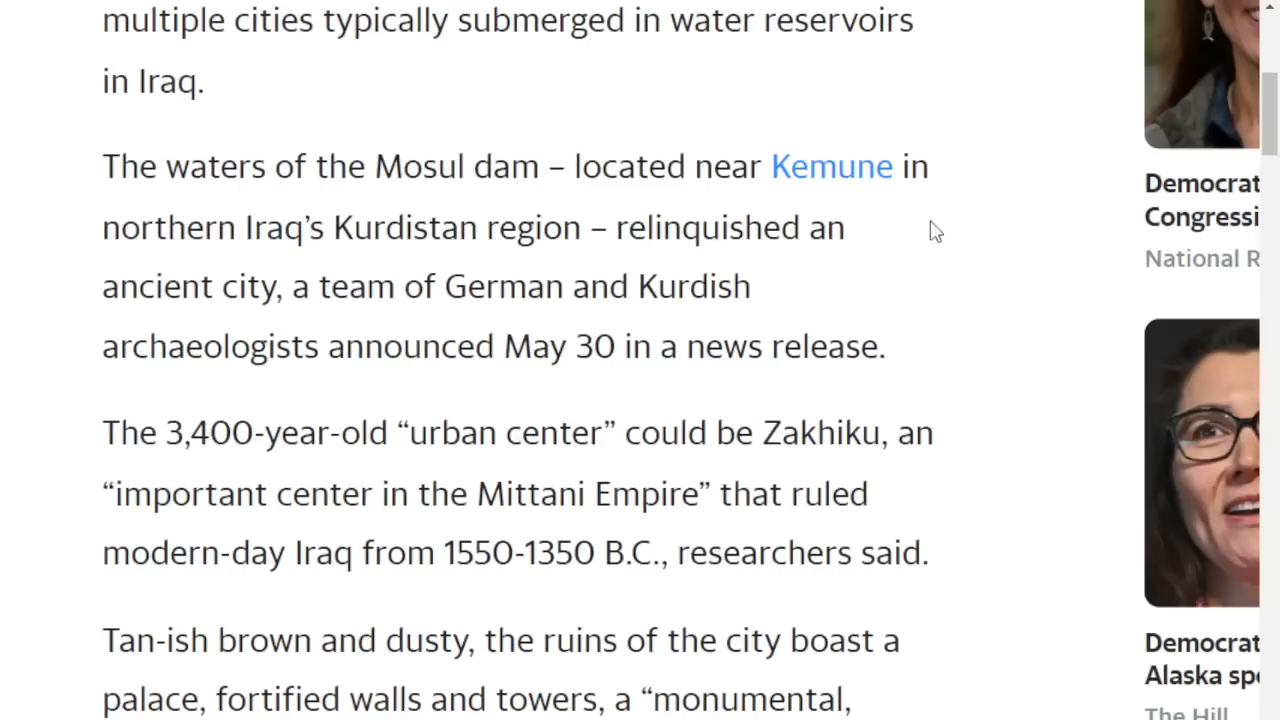 multiple cities typically submerged in water reservoirs
in Iraq.
The waters of the Mosul dam – located near Kemune in
northern Iraq’s Kurdistan region – relinquished an
ancient city, a team of German and Kurdish
archaeologists announced May 30 in a news release.
The 3,400-year-old “urban center” could be Zakhiku, an
“important center in the Mittani Empire” that ruled
modern-day Iraq from 1550-1350 B.C., researchers said.
Tan-ish brown and dusty, the ruins of the city boast a
palace, fortified walls and towers, a “monumental,
Democrat
Congressi
National R
Democrat
Alaska spe
The Hill